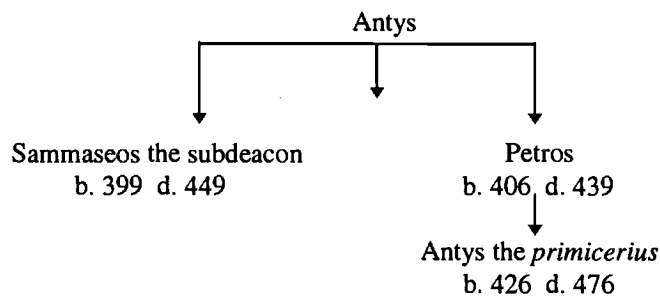 Antys
Sammaseos the subdeacon
b. 399 d. 449
Petros
b. 406 d. 439
Antys the primicerius
b. 426 d. 476